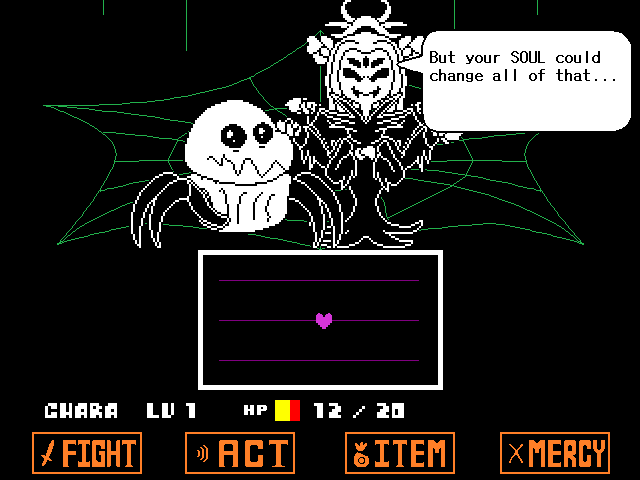 But your SOUL could
change all of that...
CHARA LV 1 HP 12 / 20
FIGHT ACT ITEM MERCY